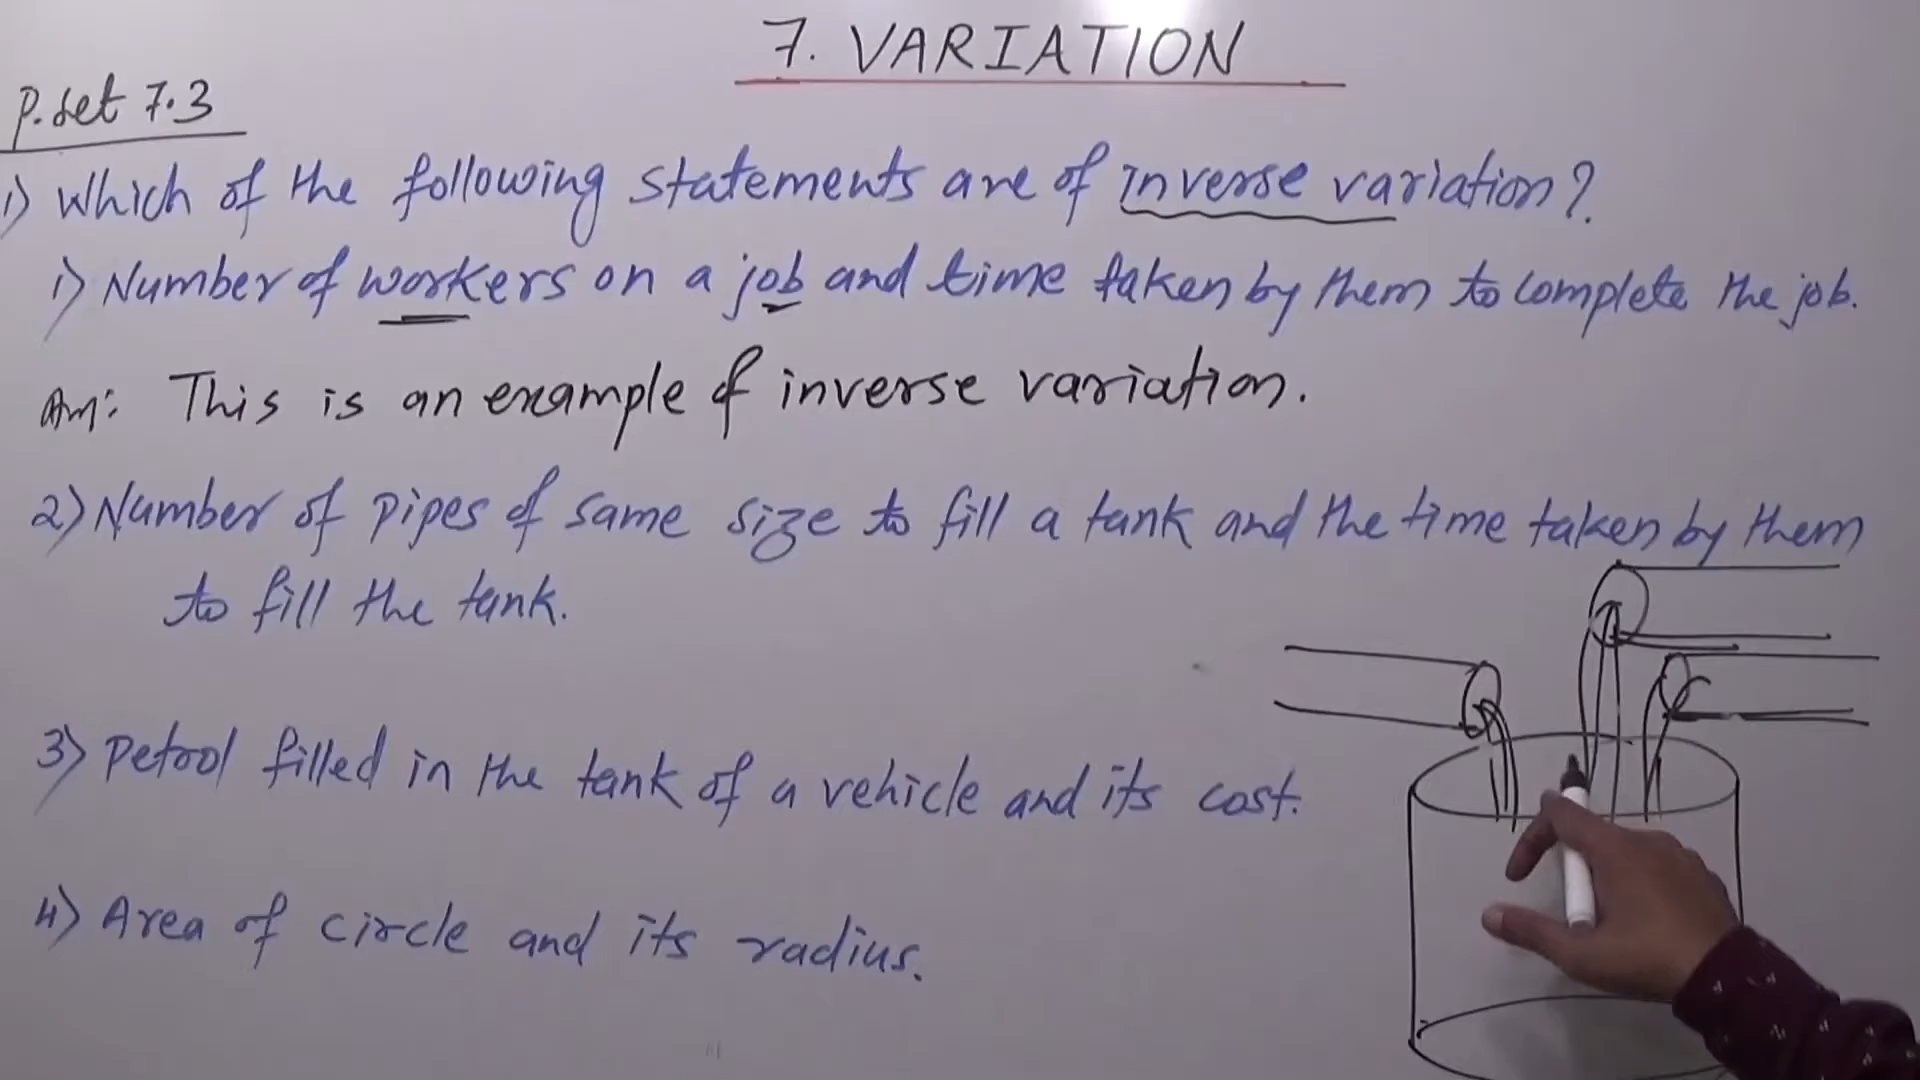 7. VARIATION
P. Set 7.3
1) Which of the following statements are of inverse variation?
i) Number of workers on a job and time taken by them to complete the job.
Ans: This is an example of inverse variation.
2) Number of pipes of same size to fill a tank and the time taken by them
to fill the tank.
3) Petrol filled in the tank of a vehicle and its cost.
4) Area of circle and its radius.